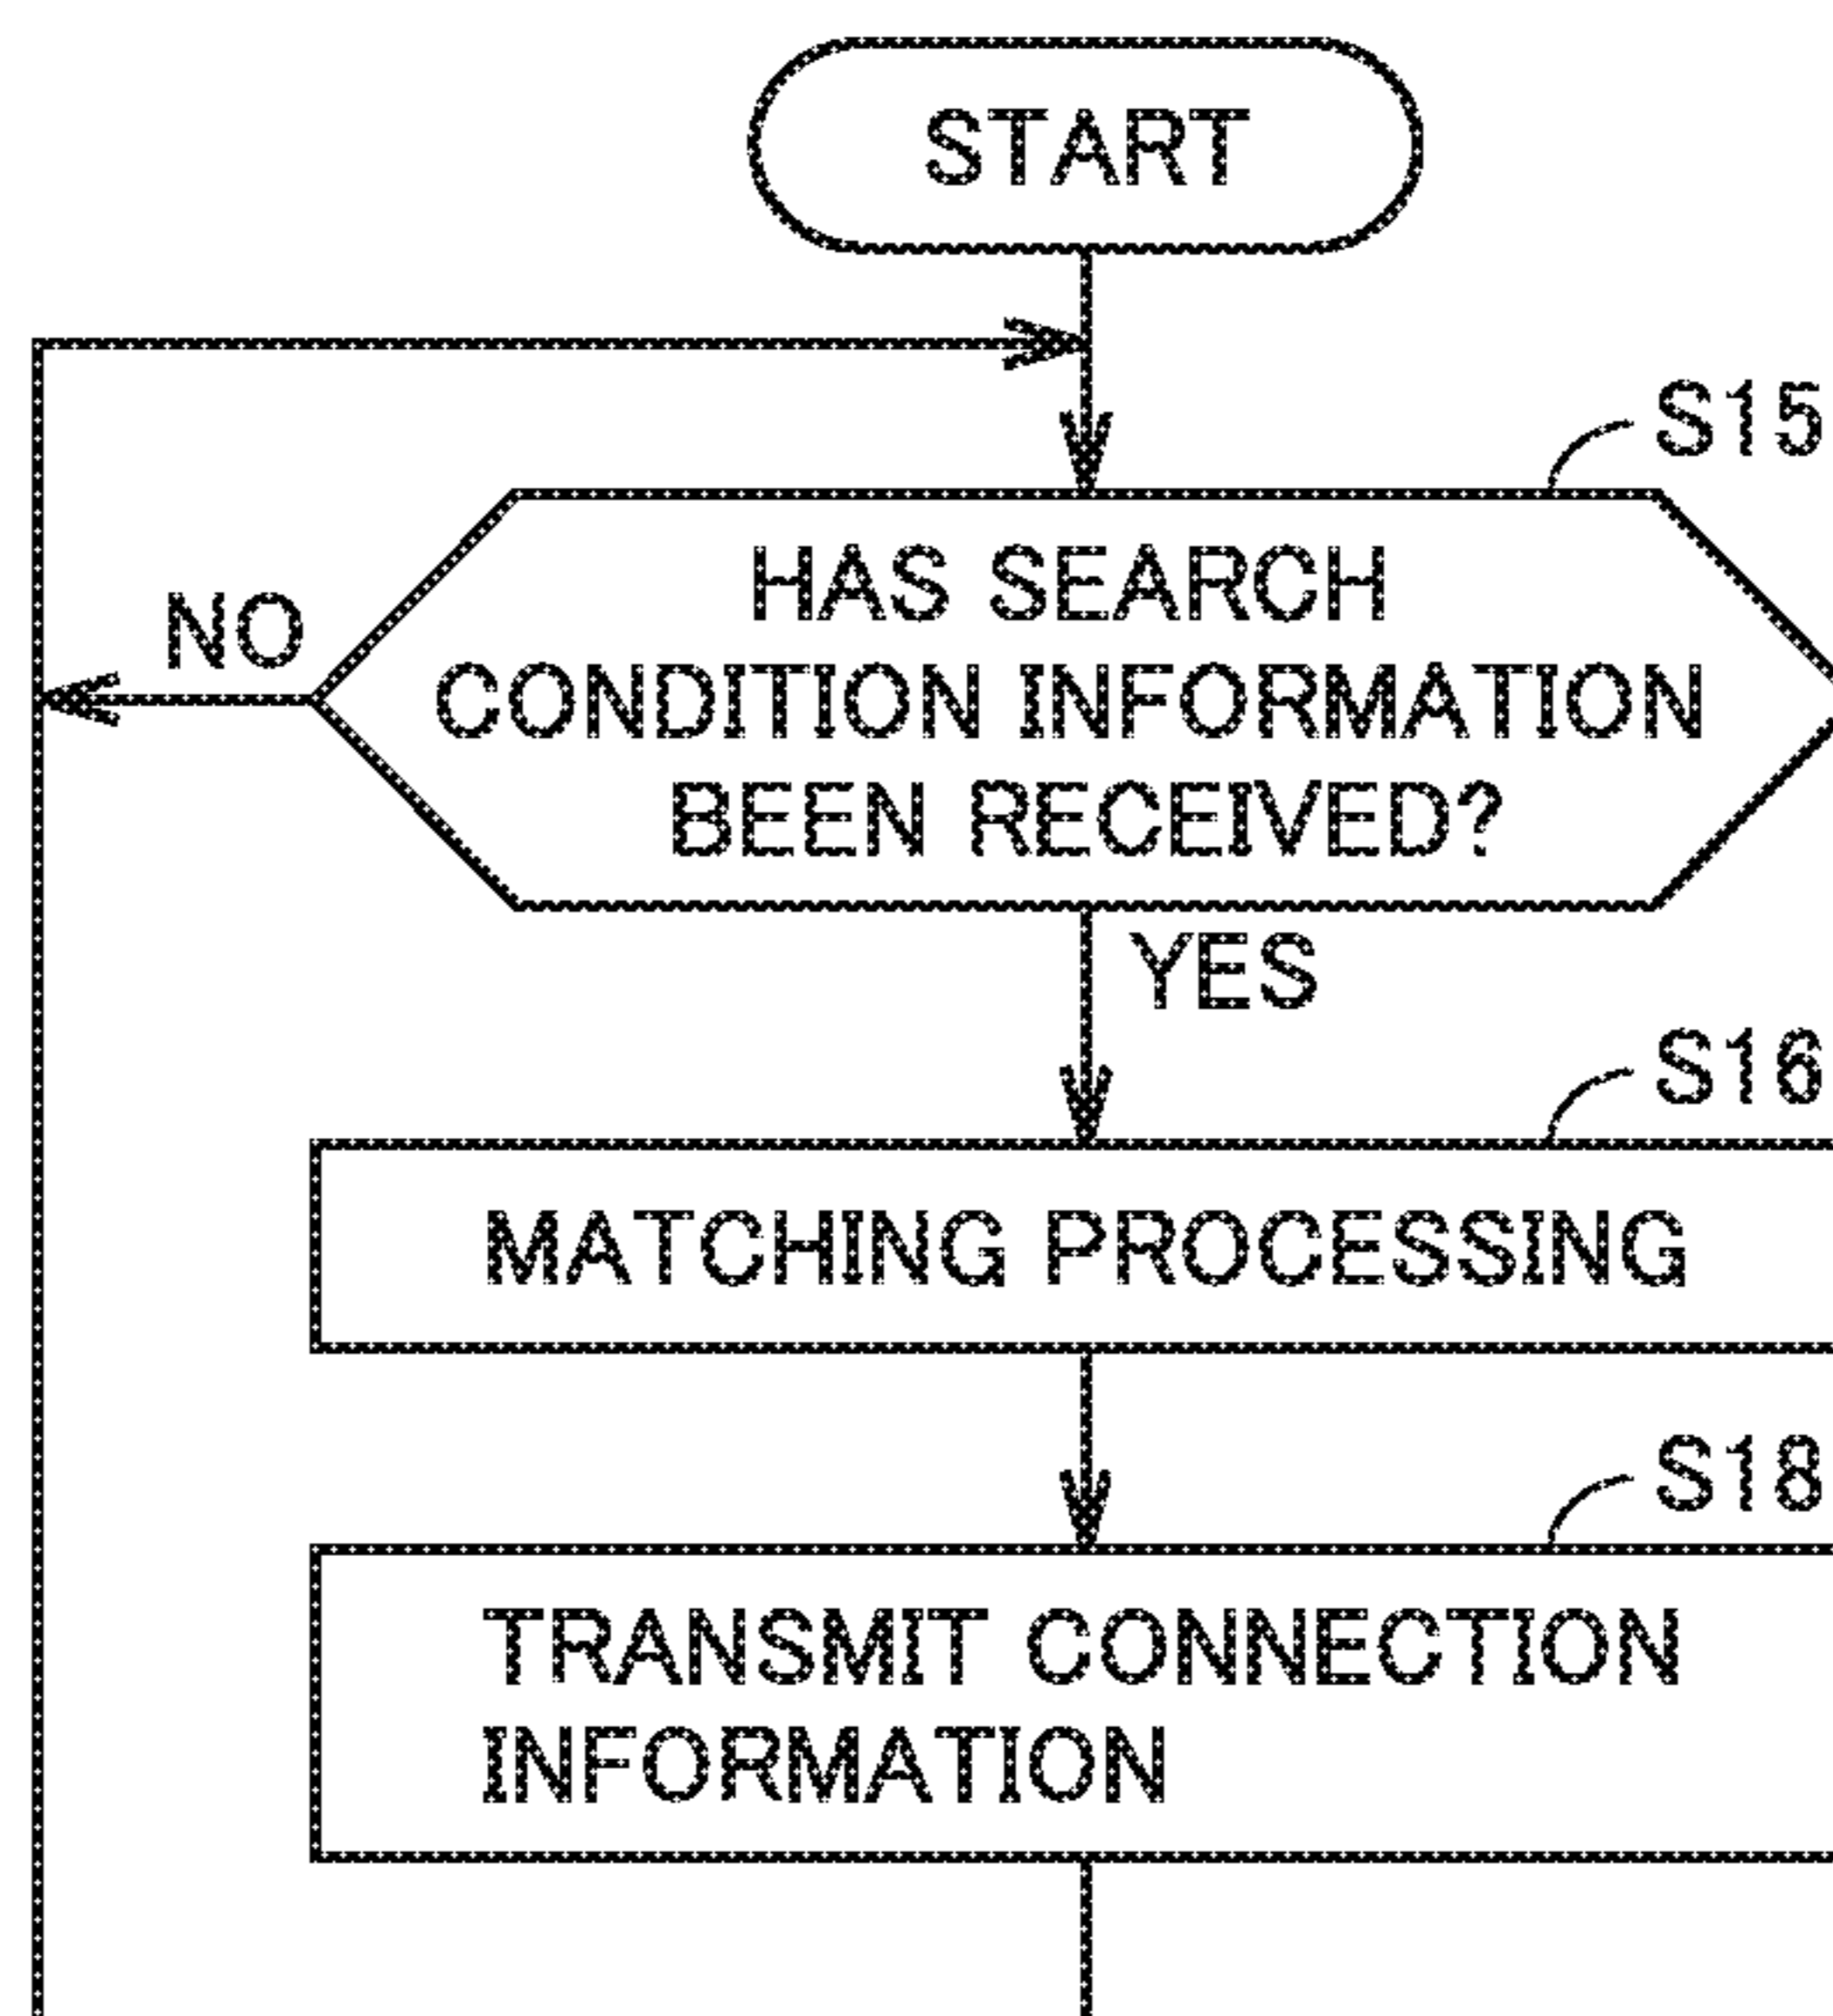 START
S15
HAS SEARCH
CONDITION INFORMATION
BEEN RECEIVED?
NO
YES
S16
MATCHING PROCESSING
S18
TRANSMIT CONNECTION
INFORMATION